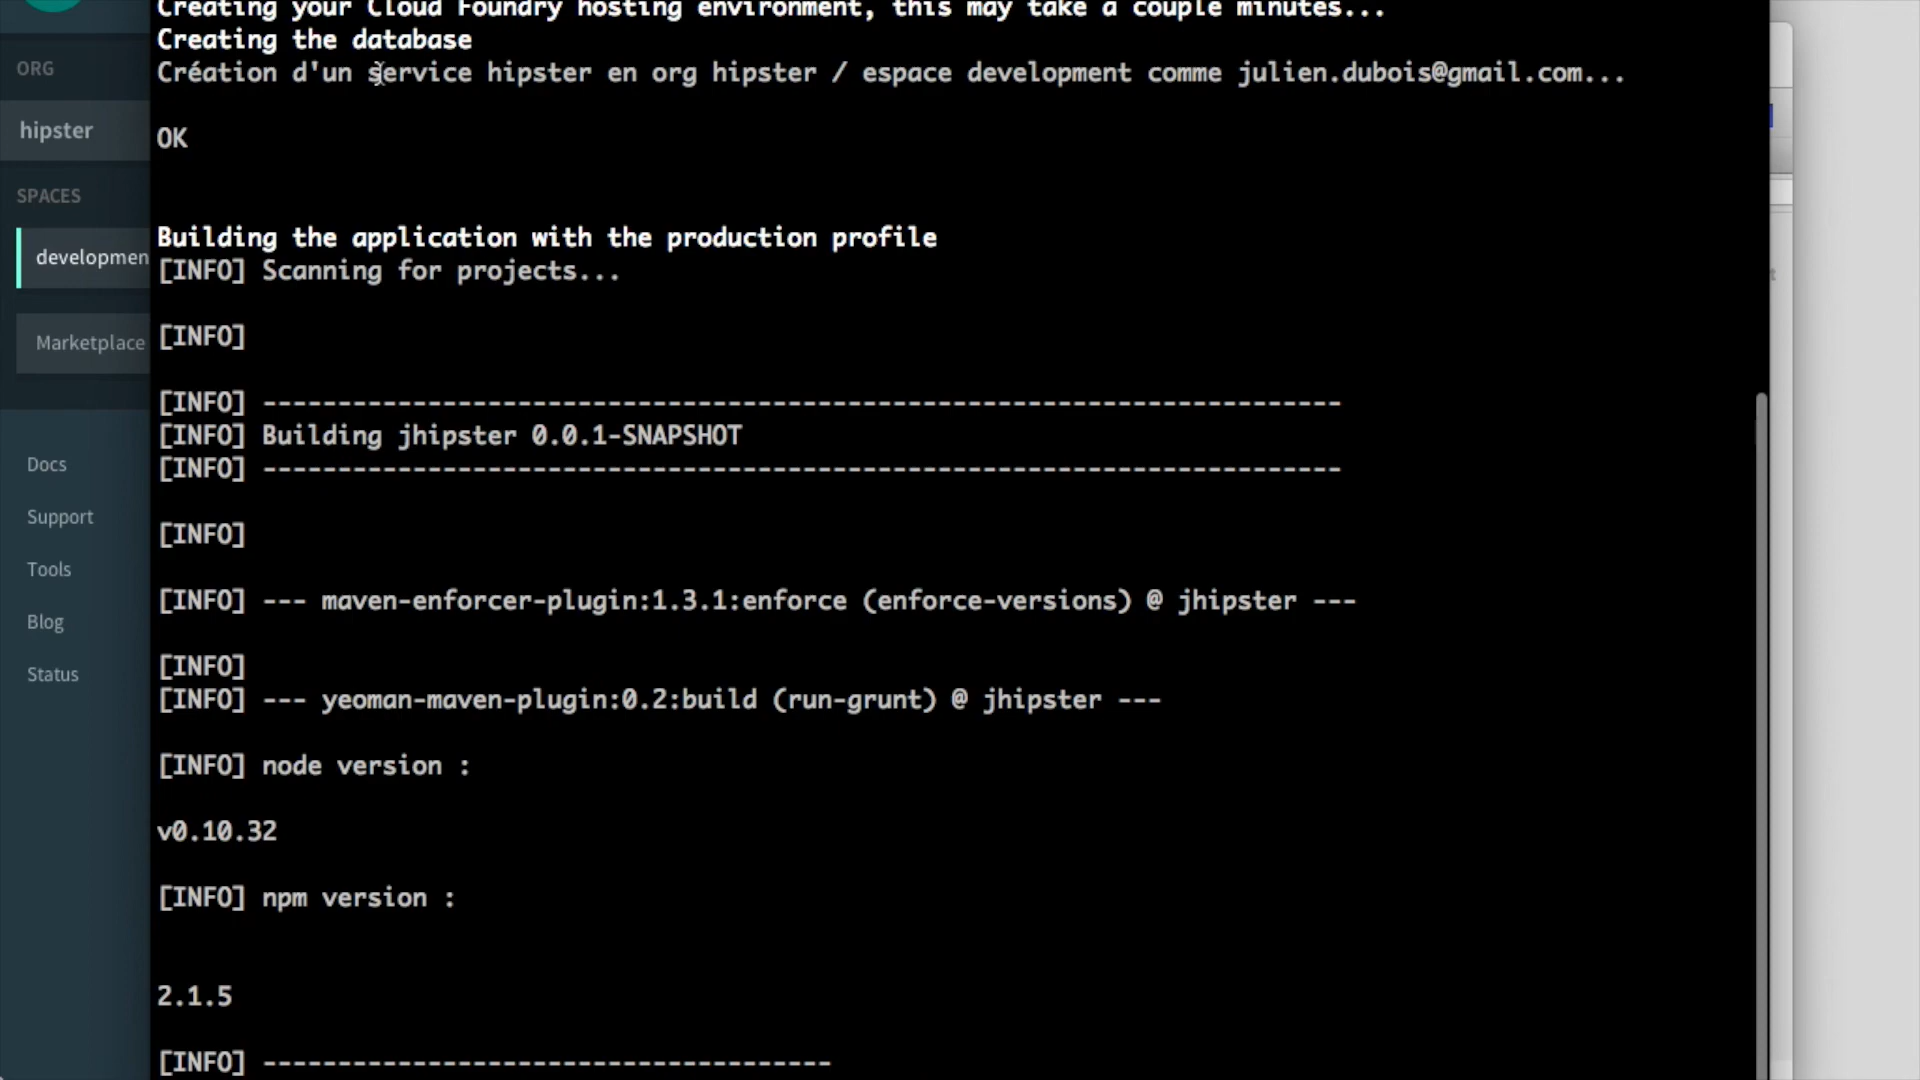 Creating your Cloud Foundry hosting environment, this may take a couple minutes...
Creating the database
Création d'un service hipster en org hipster / espace development comme julien.dubois@gmail.com...
OK
Building the application with the production profile
[INFO] Scanning for projects...
[INFO]
[INFO] ------------------------------------------------------------------------
[INFO] Building jhipster 0.0.1-SNAPSHOT
[INFO] ------------------------------------------------------------------------
[INFO]
[INFO] --- maven-enforcer-plugin:1.3.1:enforce (enforce-versions) @ jhipster ---
[INFO]
[INFO] --- yeoman-maven-plugin:0.2:build (run-grunt) @ jhipster ---
[INFO] node version :
v0.10.32
[INFO] npm version :
2.1.5
[INFO] --------------------------------------
ORG
hipster
SPACES
developmen
Marketplace
Docs
Support
Tools
Blog
Status